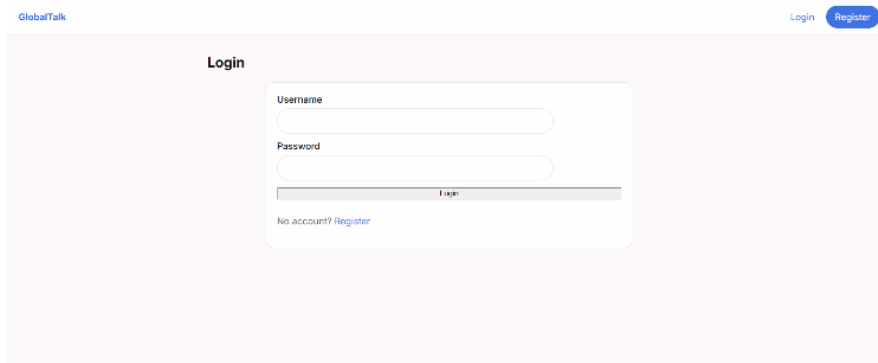 GlobalTalk
Login
Register
Login
Username
Password
Login
No account? Register